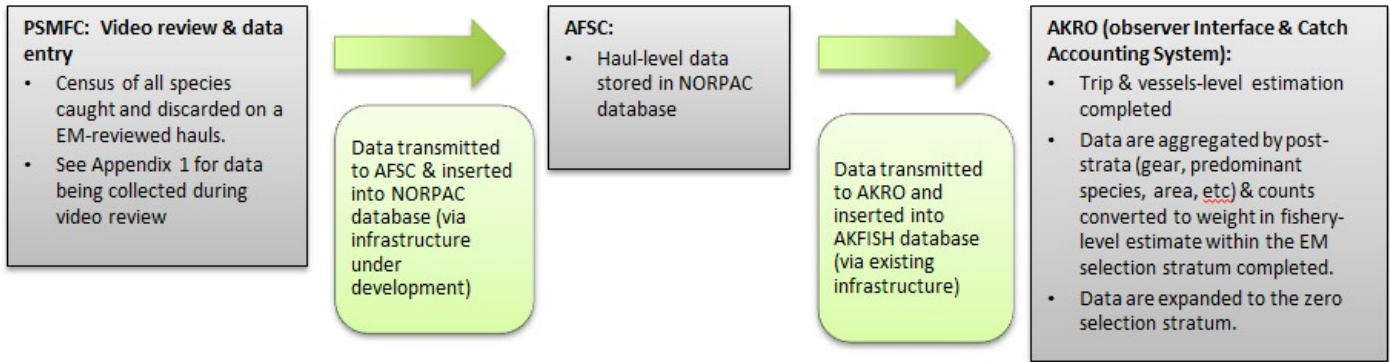 PSMFC:  Video review & data
entry
• Census of all species
caught and discarded on a
EM-reviewed hauls.
• See Appendix 1 for data
being collected during
video review
Data transmitted
to AFSC & inserted
into NORPAC
database (via
infrastructure
under
development)
AFSC:
• Haul-level data
stored in NORPAC
database
Data transmitted
to AKRO and
inserted into
AKFISH database
(via existing
infrastructure)
AKRO (observer Interface & Catch
Accounting System):
• Trip & vessels-level estimation
completed
• Data are aggregated by post-
strata (gear, predominant
species, area, etc) & counts
converted to weight in fishery-
level estimate within the EM
selection stratum completed.
• Data are expanded to the zero
selection stratum.